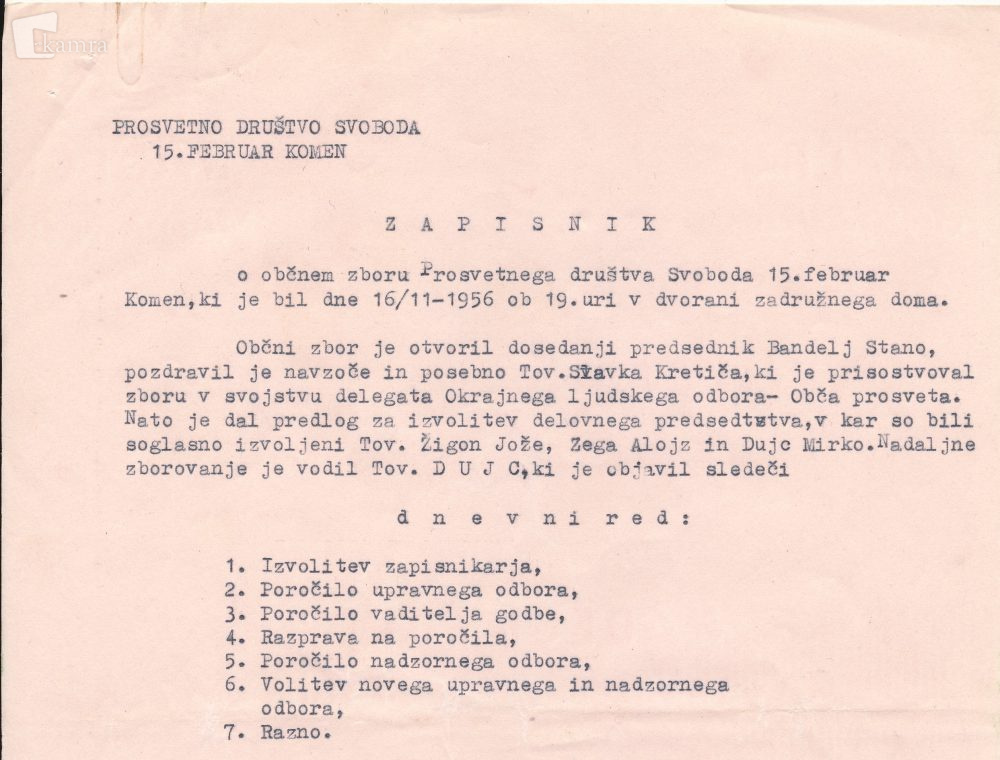 kamra
PROSVETNO DRUŠTVO SVOBODA
15.FEBRUAR KOMEN
Z A P I S N I K
o občnem zboru Prosvetnega društva Svoboda 15.februar
Komen,ki je bil dne 16/11-1956 ob 19.uri v dvorani zadružnega doma.
Občni zbor je otvoril dosedanji predsednik Bandelj Stano,
pozdravil je navzoče in posebno Tov.Slavka Kretiča,ki je prisostvoval
zboru v svojstvu delegata Okrajnega ljudskega odbora- Obča prosveta.
Nato je dal predlog za izvolitev delovnega predsedtstva,v kar so bili
soglasno izvoljeni Tov. Žigon Jože, Zega Alojz in Dujc Mirko.Nadaljne
zborovanje je vodil Tov. D U J C,ki je objavil sledeči
d n e v n i r e d :
1. Izvolitev zapisnikarja,
2. Poročilo upravnega odbora,
3. Poročilo vaditelja godbe,
4. Razprava na poročila,
5. Poročilo nadzornega odbora,
6. Volitev novega upravnega in nadzornega
odbora,
7. Razno.